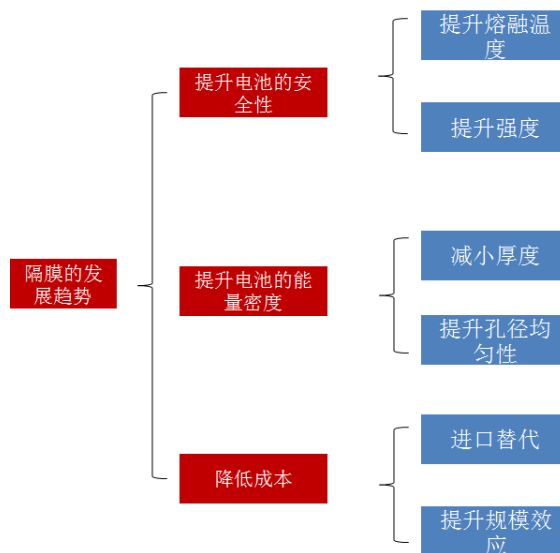 提升熔融温
度
提升电池的安
全性
提升强度
隔膜的发
展趋势
提升电池的能
量密度
减小厚度
提升孔径均
匀性
降低成本
进口替代
提升规模效
应